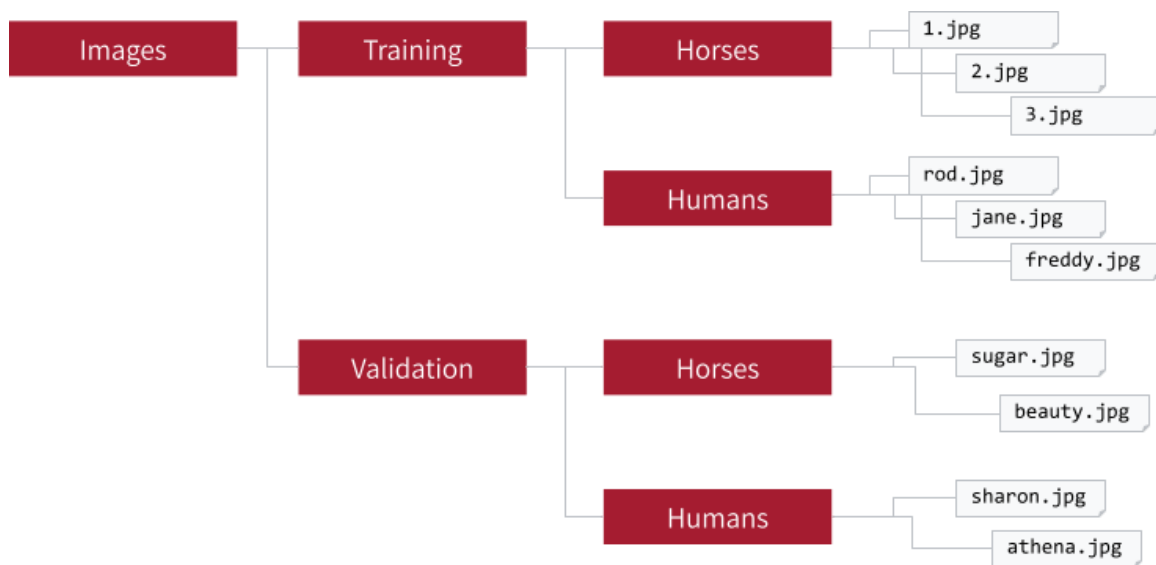 Images
Training
Horses
1.jpg
2.jpg
3.jpg
Humans
rod.jpg
jane.jpg
freddy.jpg
Validation
Horses
sugar.jpg
beauty.jpg
Humans
sharon.jpg
athena.jpg